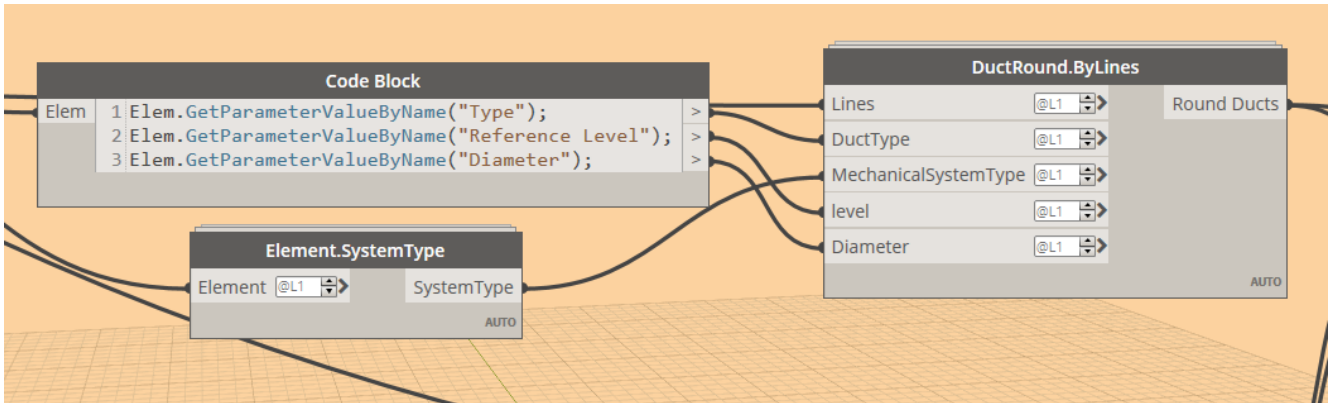 Code Block
Elem
1 Elem.GetParameterValueByName("Type"); >
2 Elem.GetParameterValueByName("Reference Level"); >
3 Elem.GetParameterValueByName("Diameter"); >
Element.SystemType
Element @L1 SystemType
AUTO
DuctRound.ByLines
Lines @L1 Round Ducts
DuctType @L1
MechanicalSystemType @L1
level @L1
Diameter @L1
AUTO